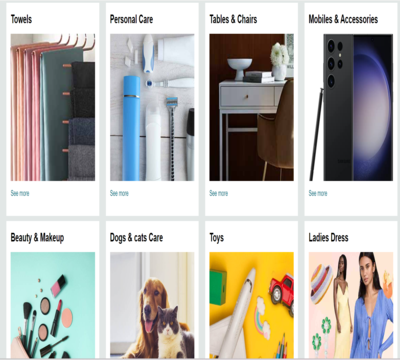 Towels
Personal Care
Tables & Chairs
Mobiles & Accessories
See more
See more
See more
See more
Beauty & Makeup
Dogs & cats Care
Toys
Ladies Dress